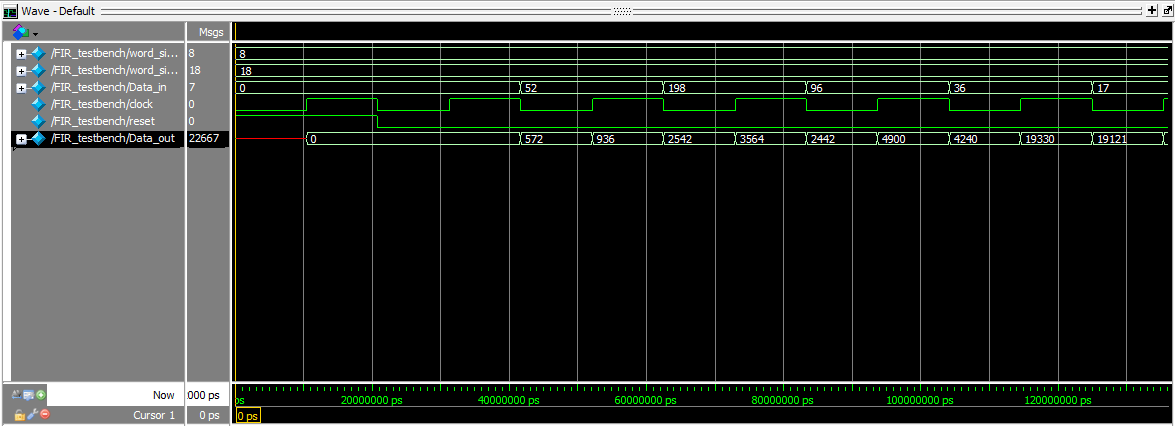 Wave - Default
Msgs
/FIR_testbench/word_si... 8 8
/FIR_testbench/word_si... 18 18
/FIR_testbench/Data_in 7 0 52 198 96 36 17
/FIR_testbench/clock 0
/FIR_testbench/reset 0
/FIR_testbench/Data_out 22667 0 572 936 2542 3564 2442 4900 4240 19330 19121
Now 000 ps ps 20000000 ps 40000000 ps 60000000 ps 80000000 ps 100000000 ps 120000000 ps
Cursor 1 0 ps 0 ps